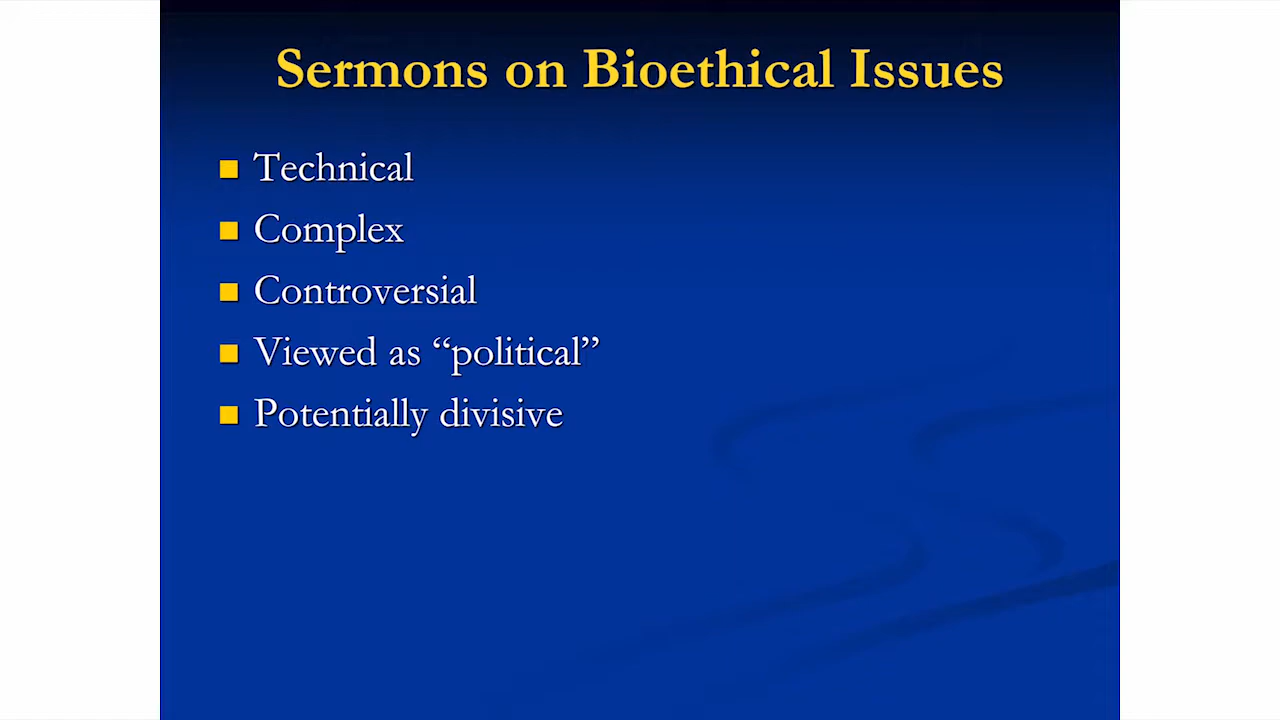 Sermons on Bioethical Issues
Technical
Complex
Controversial
Viewed as “political”
Potentially divisive